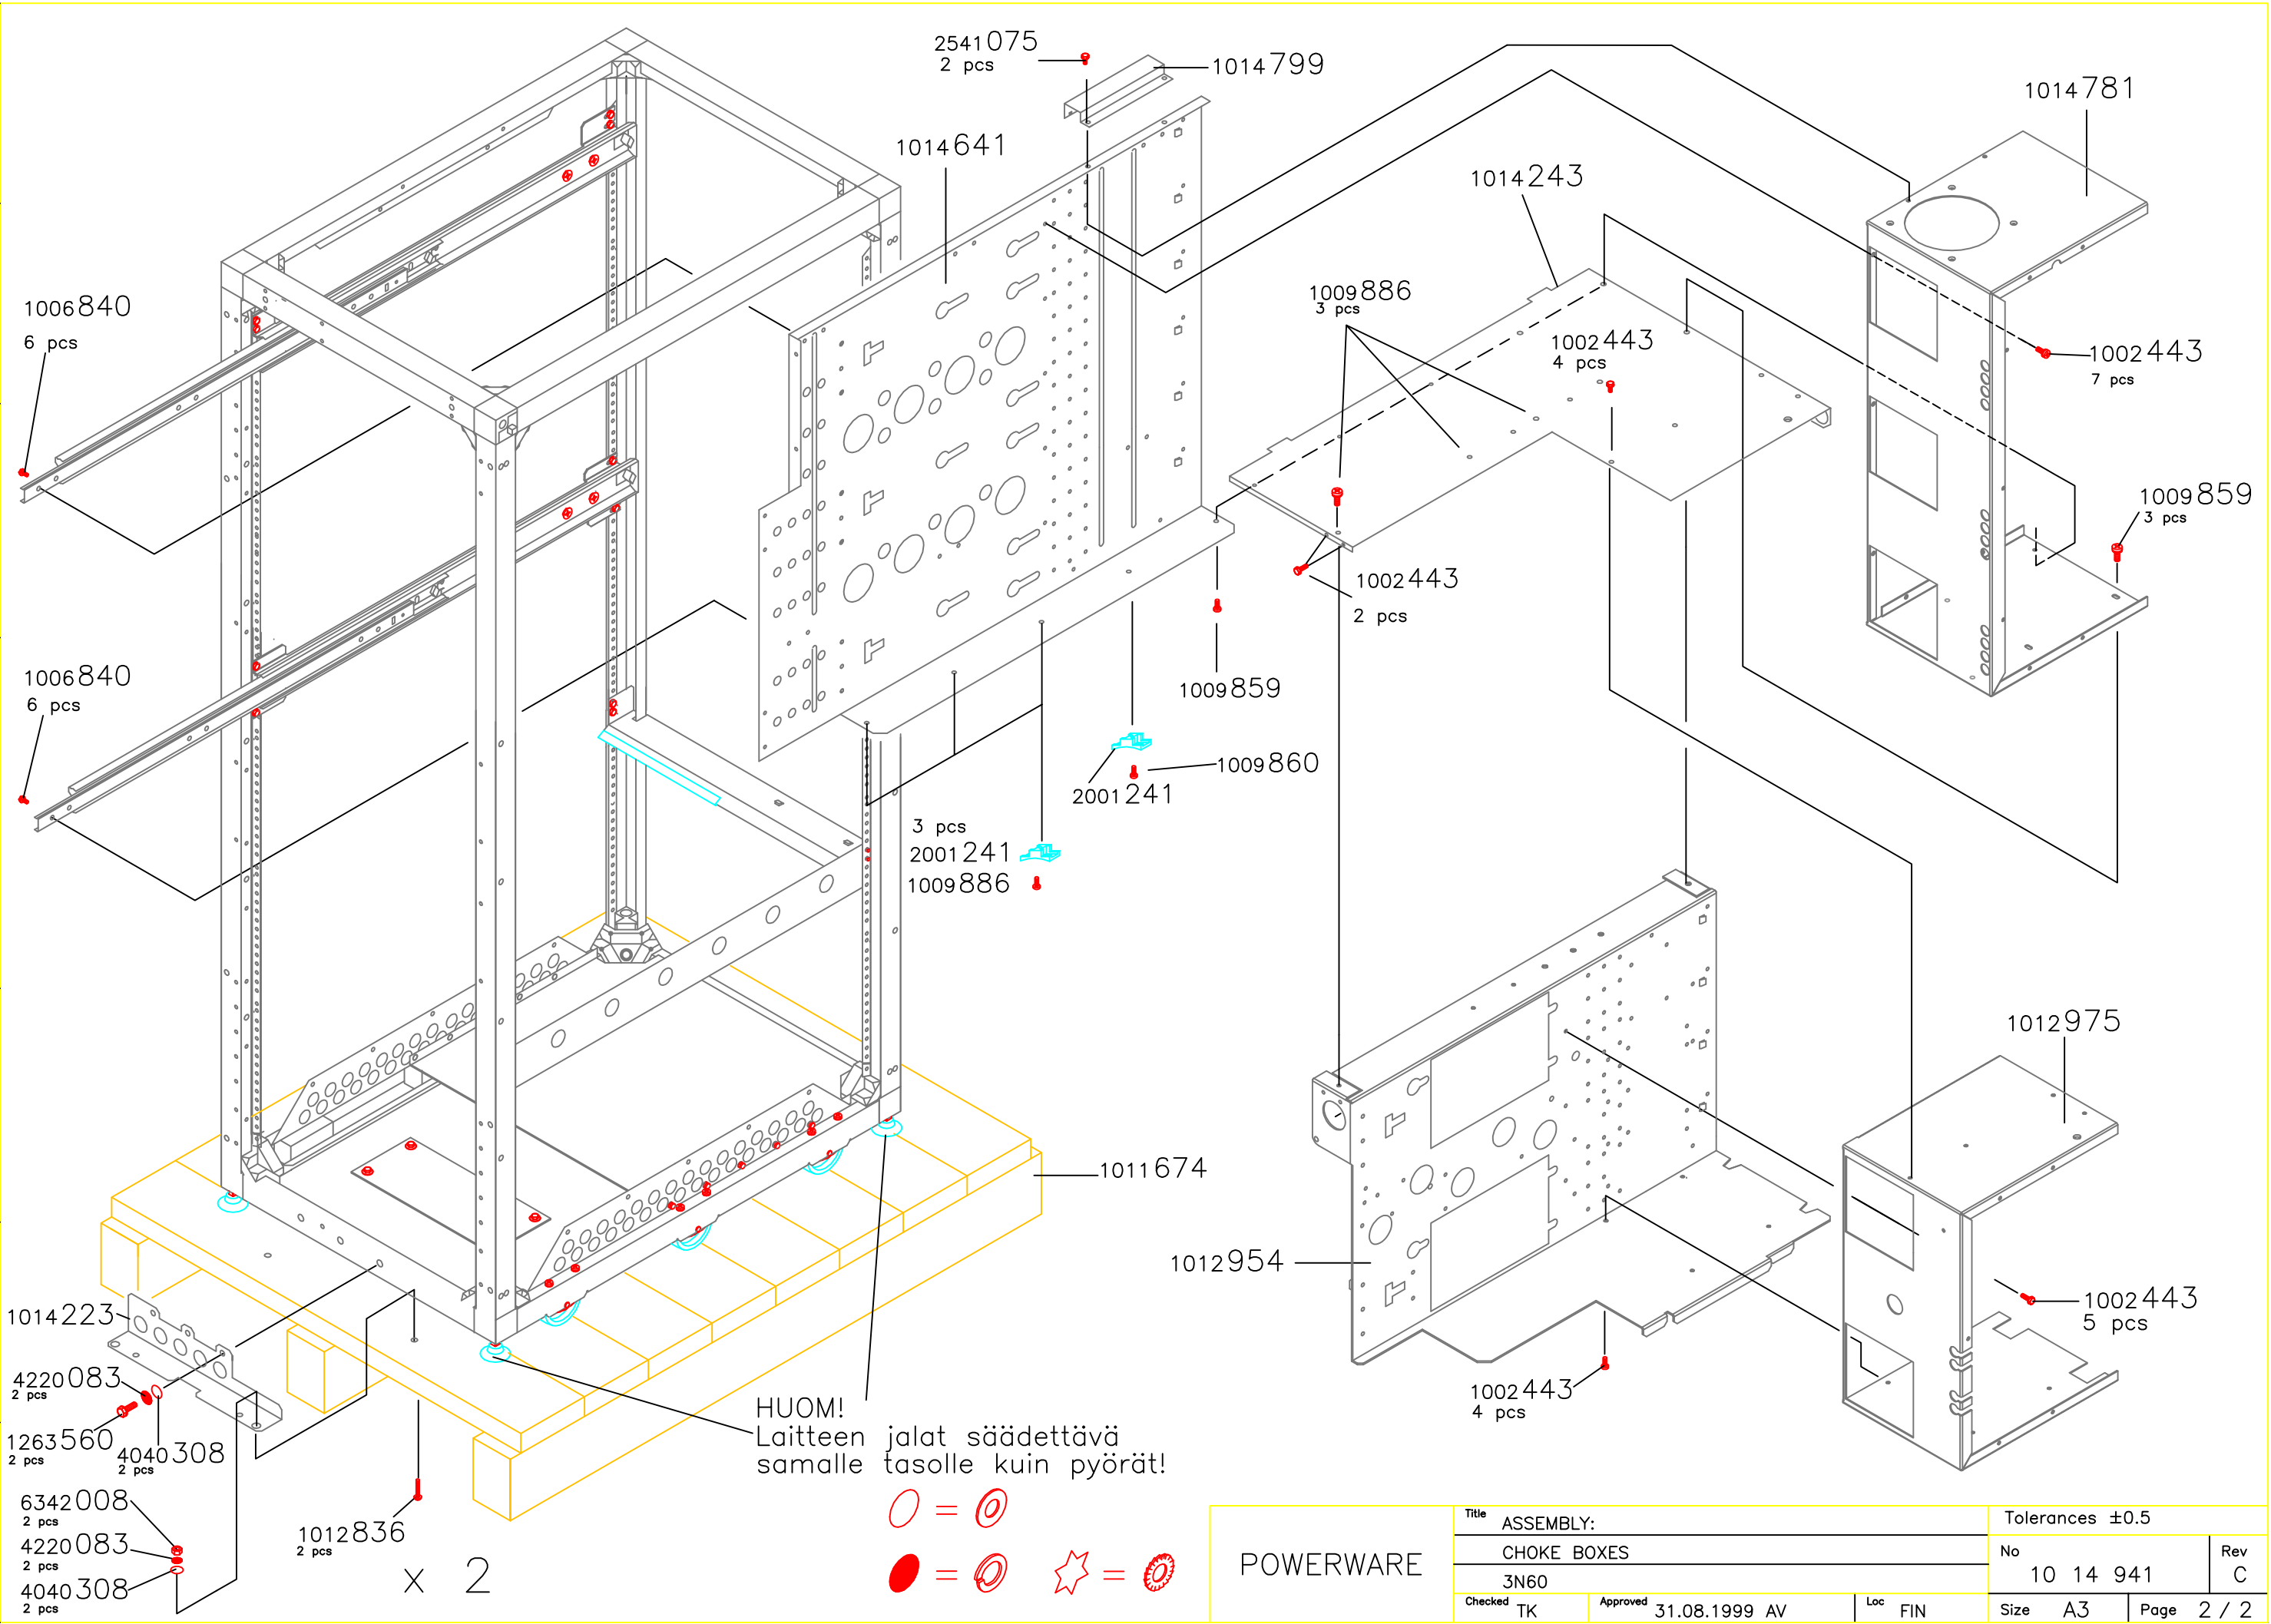 2541075
2 pcs
1014799
1014781
1014641
1014243
1006840
6 pcs
1009886
3 pcs
1002443
4 pcs
1002443
7 pcs
1009859
3 pcs
1002443
2 pcs
1006840
6 pcs
1009859
1009860
2001241
3 pcs
2001241
1009886
1012975
1011674
1012954
1002443
5 pcs
1014223
4220083
2 pcs
1263560
2 pcs
4040308
2 pcs
1002443
4 pcs
HUOM!
Laitteen jalat säädettävä
samalle tasolle kuin pyörät!
6342008
2 pcs
4220083
2 pcs
4040308
2 pcs
1012836
2 pcs
x 2
=
=
=
POWERWARE
Title ASSEMBLY:
CHOKE BOXES
3N60
Checked TK
Approved 31.08.1999 AV
Loc FIN
Tolerances ±0.5
No 10 14 941
Rev C
Size A3
Page 2 / 2